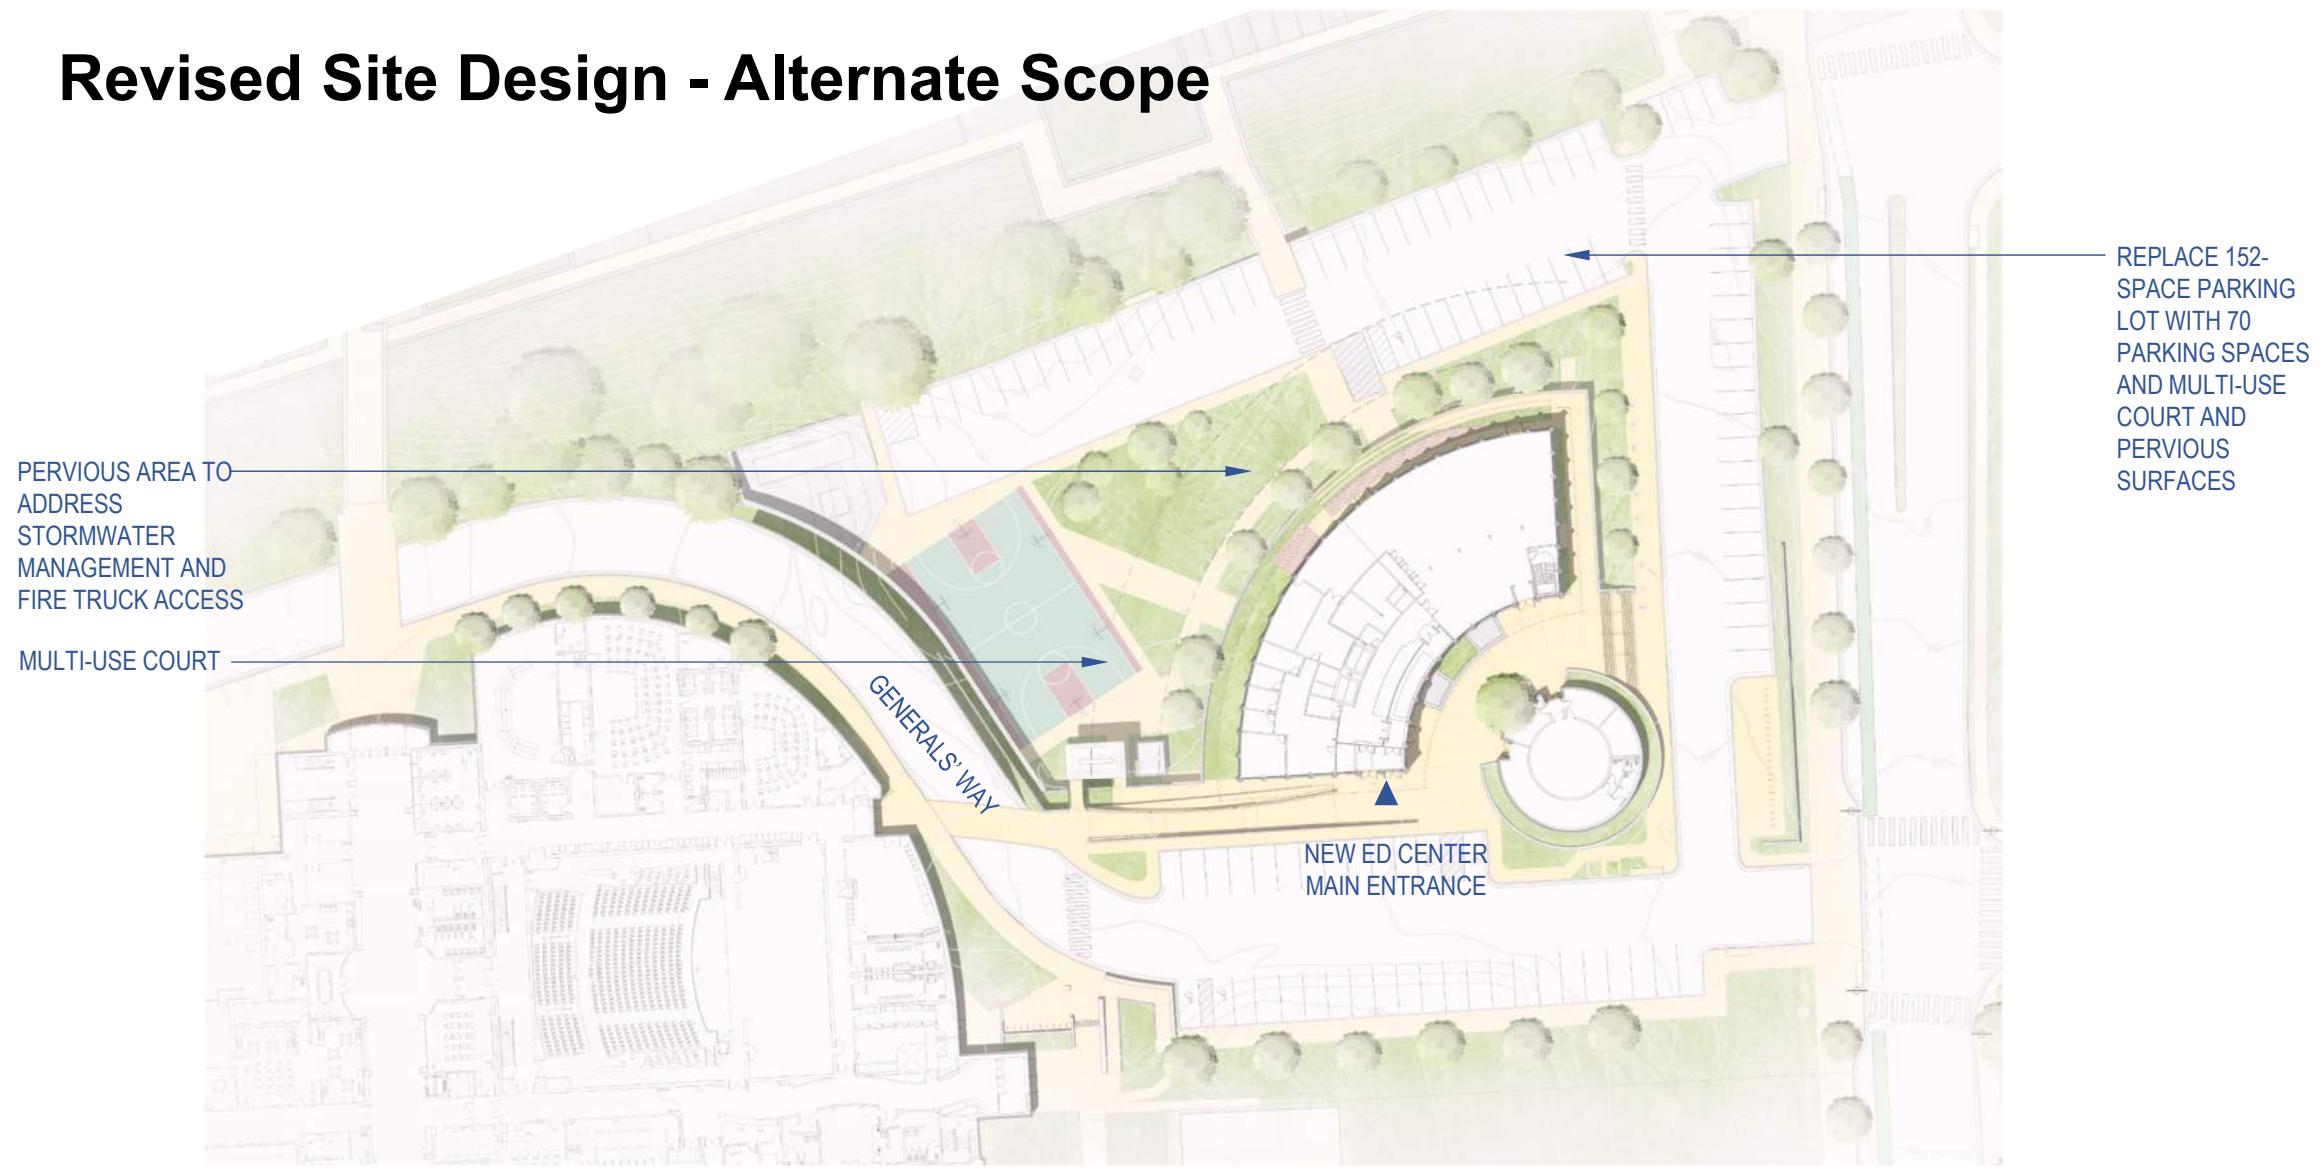 Revised Site Design - Alternate Scope
REPLACE 152-
SPACE PARKING
LOT WITH 70
PARKING SPACES
AND MULTI-USE
COURT AND
PERVIOUS
SURFACES
PERVIOUS AREA TO
ADDRESS
STORMWATER
MANAGEMENT AND
FIRE TRUCK ACCESS
MULTI-USE COURT
GENERALS' WAY
NEW ED CENTER
MAIN ENTRANCE